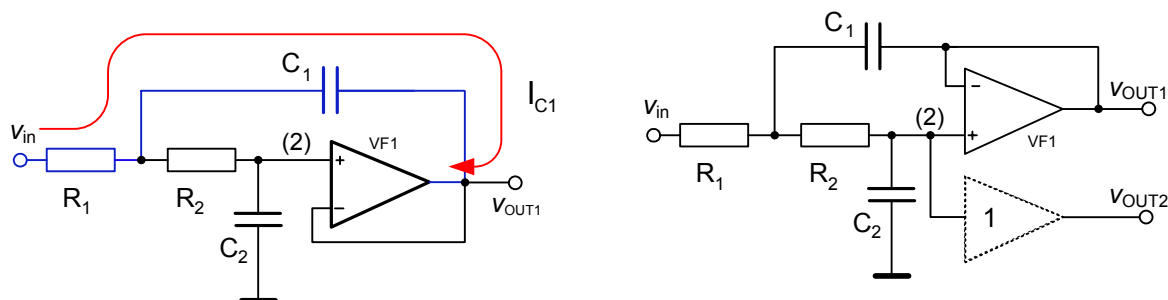 C1
IC1
vin
(2)
VF1
+
R1
R2
−
vOUT1
C2
C1
vin
−
vOUT1
(2)
+
VF1
R1
R2
C2
1
vOUT2